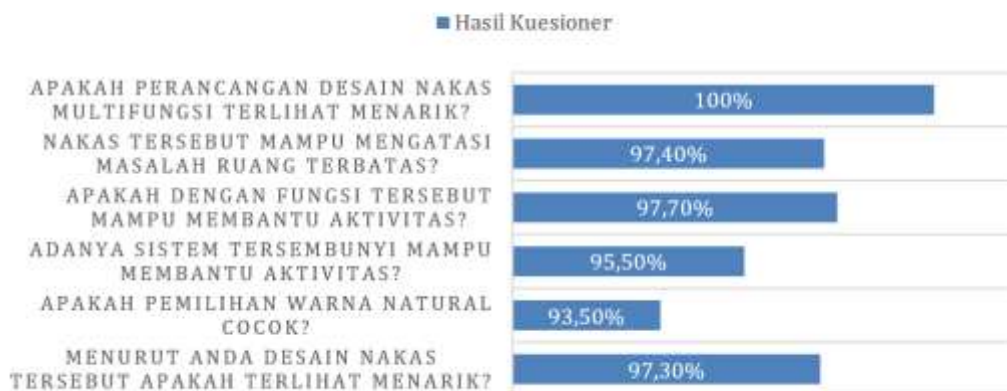 Hasil Kuesioner
APAKAH PERANCANGAN DESAIN NAKAS
MULTIFUNGSI TERLIHAT MENARIK?
100%
NAKAS TERSEBUT MAMPU MENGATASI
MASALAH RUANG TERBATAS?
97,40%
APAKAH DENGAN FUNGSI TERSEBUT
MAMPU MEMBANTU AKTIVITAS?
97,70%
ADANYA SISTEM TERSEMBUNYI MAMPU
MEMBANTU AKTIVITAS?
95,50%
APAKAH PEMILIHAN WARNA NATURAL
COCOK?
93,50%
MENURUT ANDA DESAIN NAKAS
TERSEBUT APAKAH TERLIHAT MENARIK?
97,30%